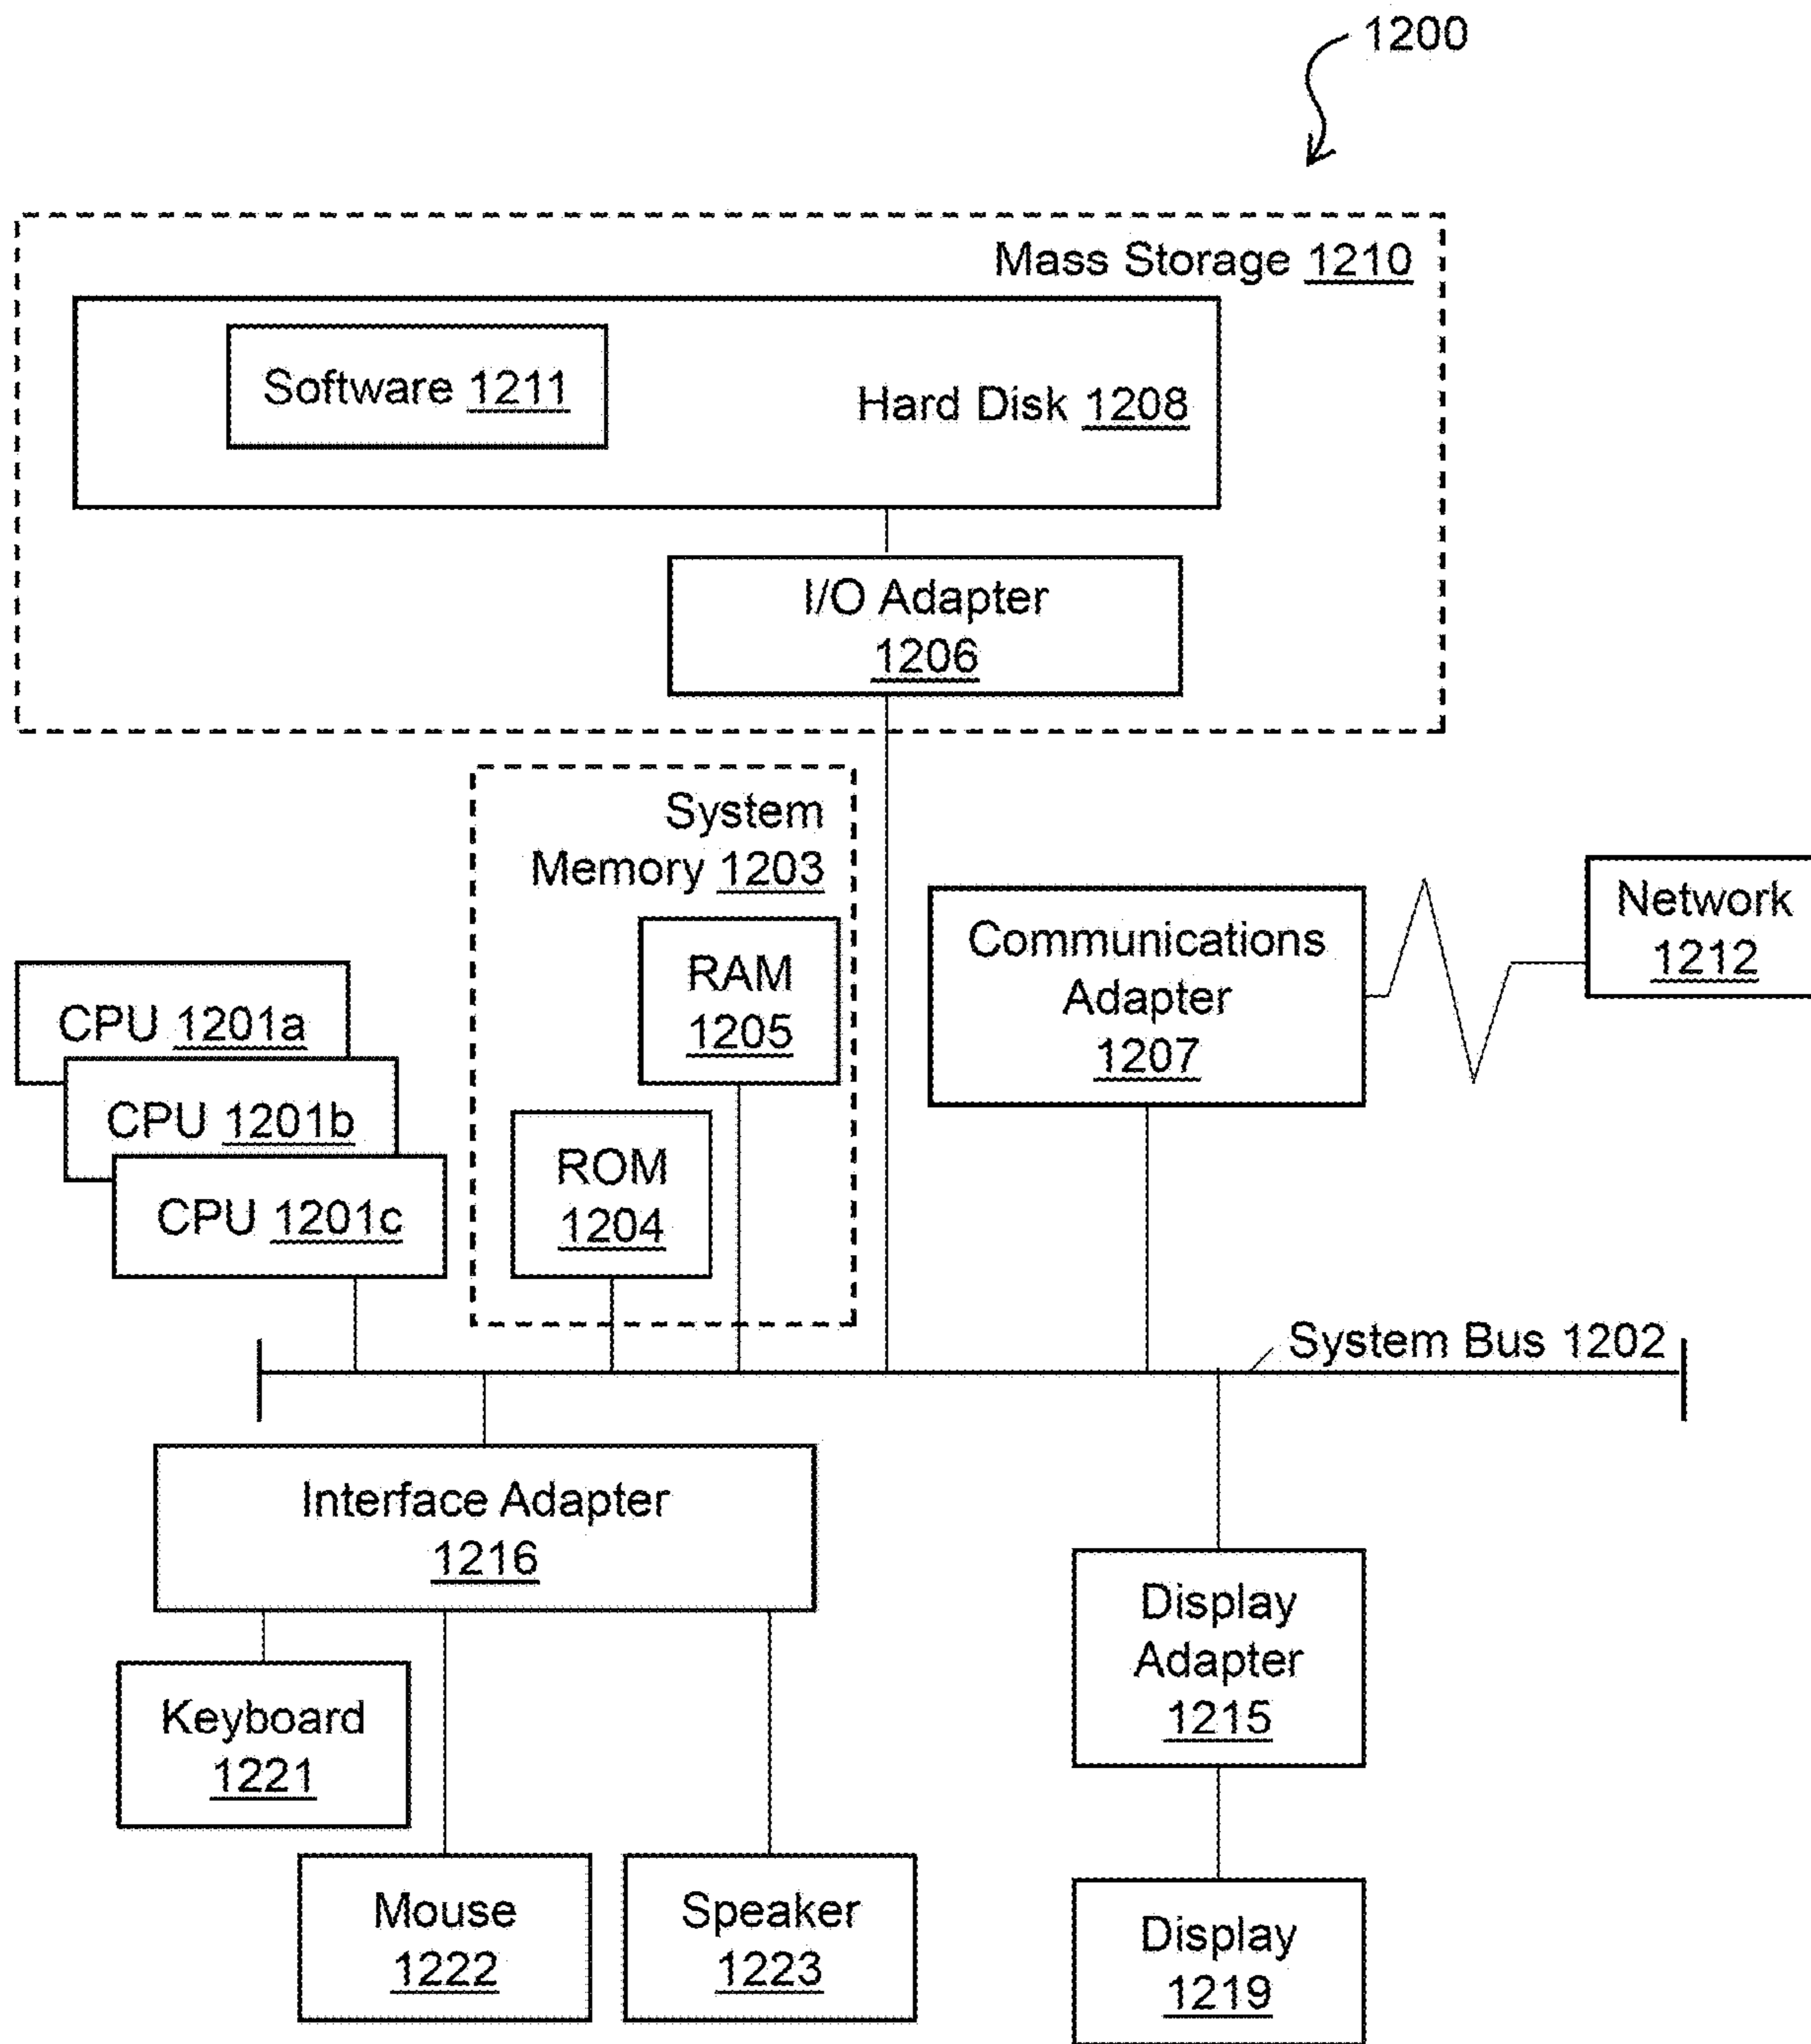 1200
Mass Storage 1210
Software 1211
Hard Disk 1208
I/O Adapter
1206
System
Memory 1203
RAM
1205
ROM
1204
Communications
Adapter
1207
Network
1212
CPU 1201a
CPU 1201b
CPU 1201c
System Bus 1202
Interface Adapter
1216
Keyboard
1221
Mouse
1222
Speaker
1223
Display
Adapter
1215
Display
1219